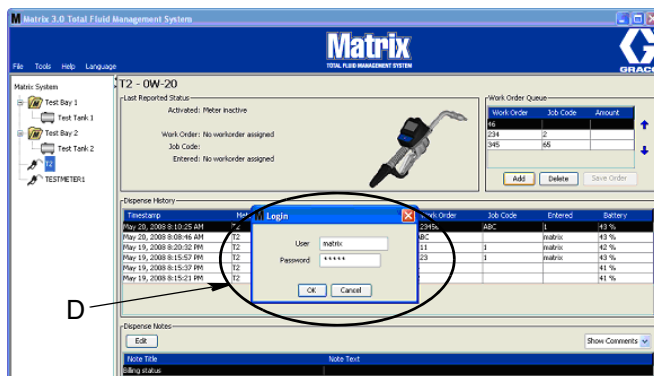 Matrix 3.0 Total Fluid Management System
Matrix
TOTAL FLUID MANAGEMENT SYSTEM
GRACO
File Tools Help Language
Matrix System
Test Bay 1
Test Tank 1
Test Bay 2
Test Tank 2
T2
TESTMETER1
T2 - 0W-20
Last Reported Status
Activated: Meter Inactive
Work Order: No workorder assigned
Job Code:
Entered: No workorder assigned
Work Order Queue
Work Order Job Code Amount
46
234 2
345 65
Add Delete Save Order
Dispense History
Timestamp Work Order Job Code Entered Battery
May 20, 2008 8:10:25 AM T2 ABC 1 43 %
May 20, 2008 8:08:46 AM T2 matrix 43 %
May 19, 2008 8:20:32 PM T2 1 matrix 42 %
May 19, 2008 8:15:57 PM T2 1 matrix 43 %
May 19, 2008 8:15:37 PM T2 41 %
May 19, 2008 8:15:21 PM T2 41 %
Login
User matrix
Password *****
OK Cancel
D
Dispense Notes
Edit Show Comments
Note Title Note Text
Billing status